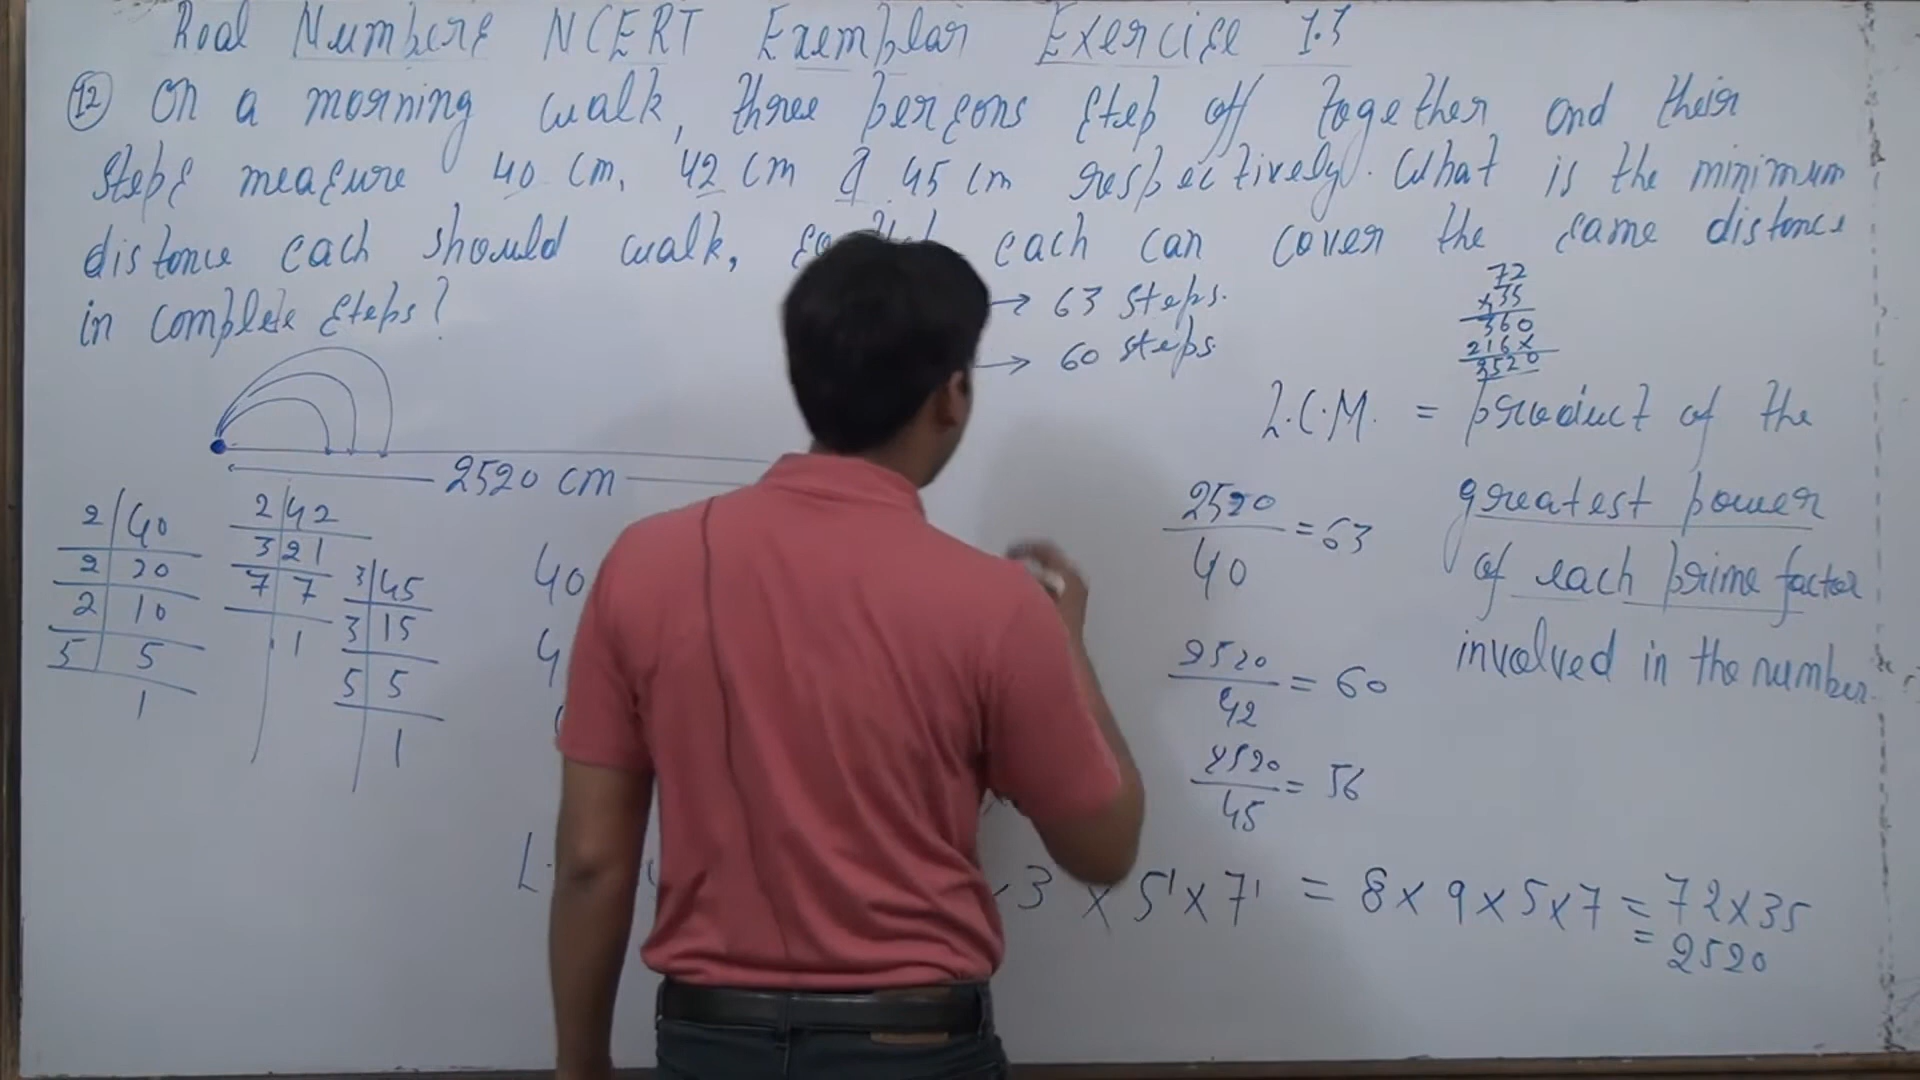 Real Numbers NCERT Exemplar Exercise 1.3
12 On a morning walk, three persons step off together and their
steps measure 40 cm, 42 cm & 45 cm respectively. What is the minimum
distance each should walk, each can cover the same distance
in complete steps?
→ 63 steps.
→ 60 steps
72
×35
360
216×
2520
2520 cm
2 40
2 20
2 10
5 5
1
2 42
3 21
7 7
1
3 45
3 15
5 5
1
40
L.C.M. = product of the
greatest power
of each prime factor
involved in the number.
2520/40 = 63
2520/42 = 60
2520/45 = 56
3 × 5¹ × 7¹ = 8 × 9 × 5 × 7 = 72 × 35
= 2520